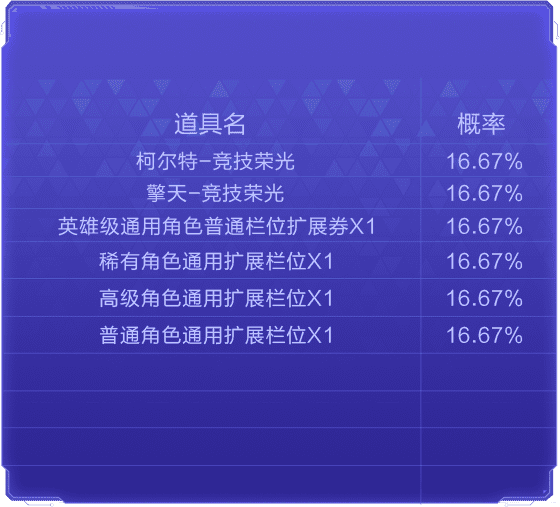 道具名 概率
柯尔特-竞技荣光 16.67%
擎天-竞技荣光 16.67%
英雄级通用角色普通栏位扩展券X1 16.67%
稀有角色通用扩展栏位X1 16.67%
高级角色通用扩展栏位X1 16.67%
普通角色通用扩展栏位X1 16.67%